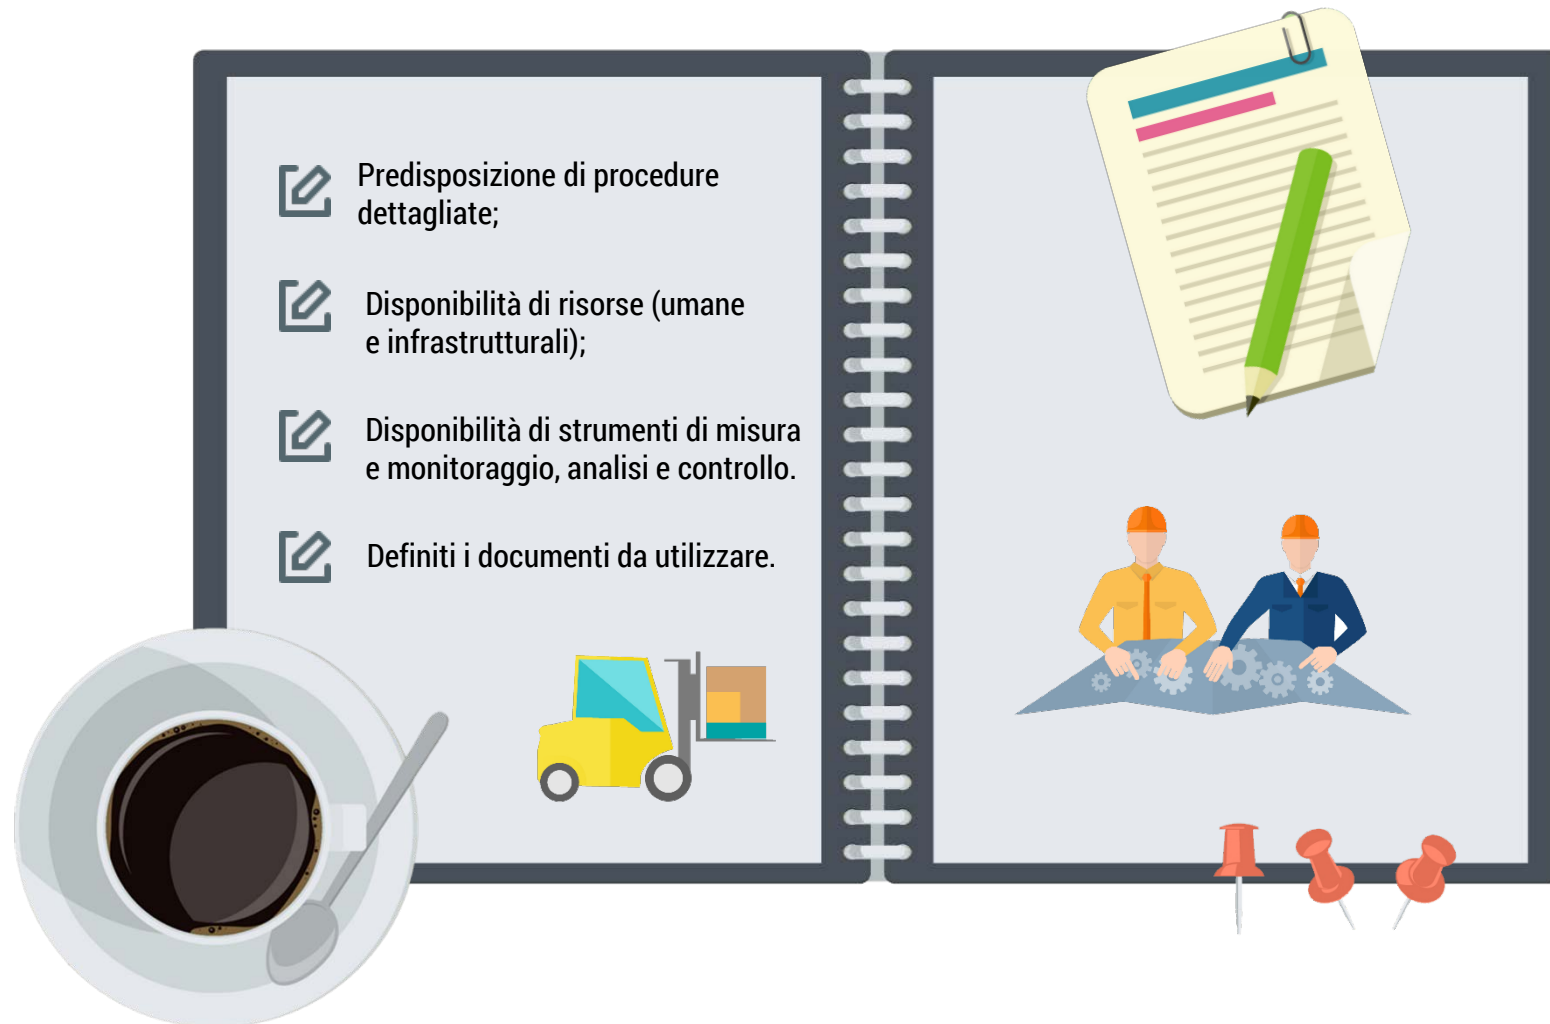 Predisposizione di procedure
dettagliate;
Disponibilità di risorse (umane
e infrastrutturali);
Disponibilità di strumenti di misura
e monitoraggio, analisi e controllo.
Definiti i documenti da utilizzare.